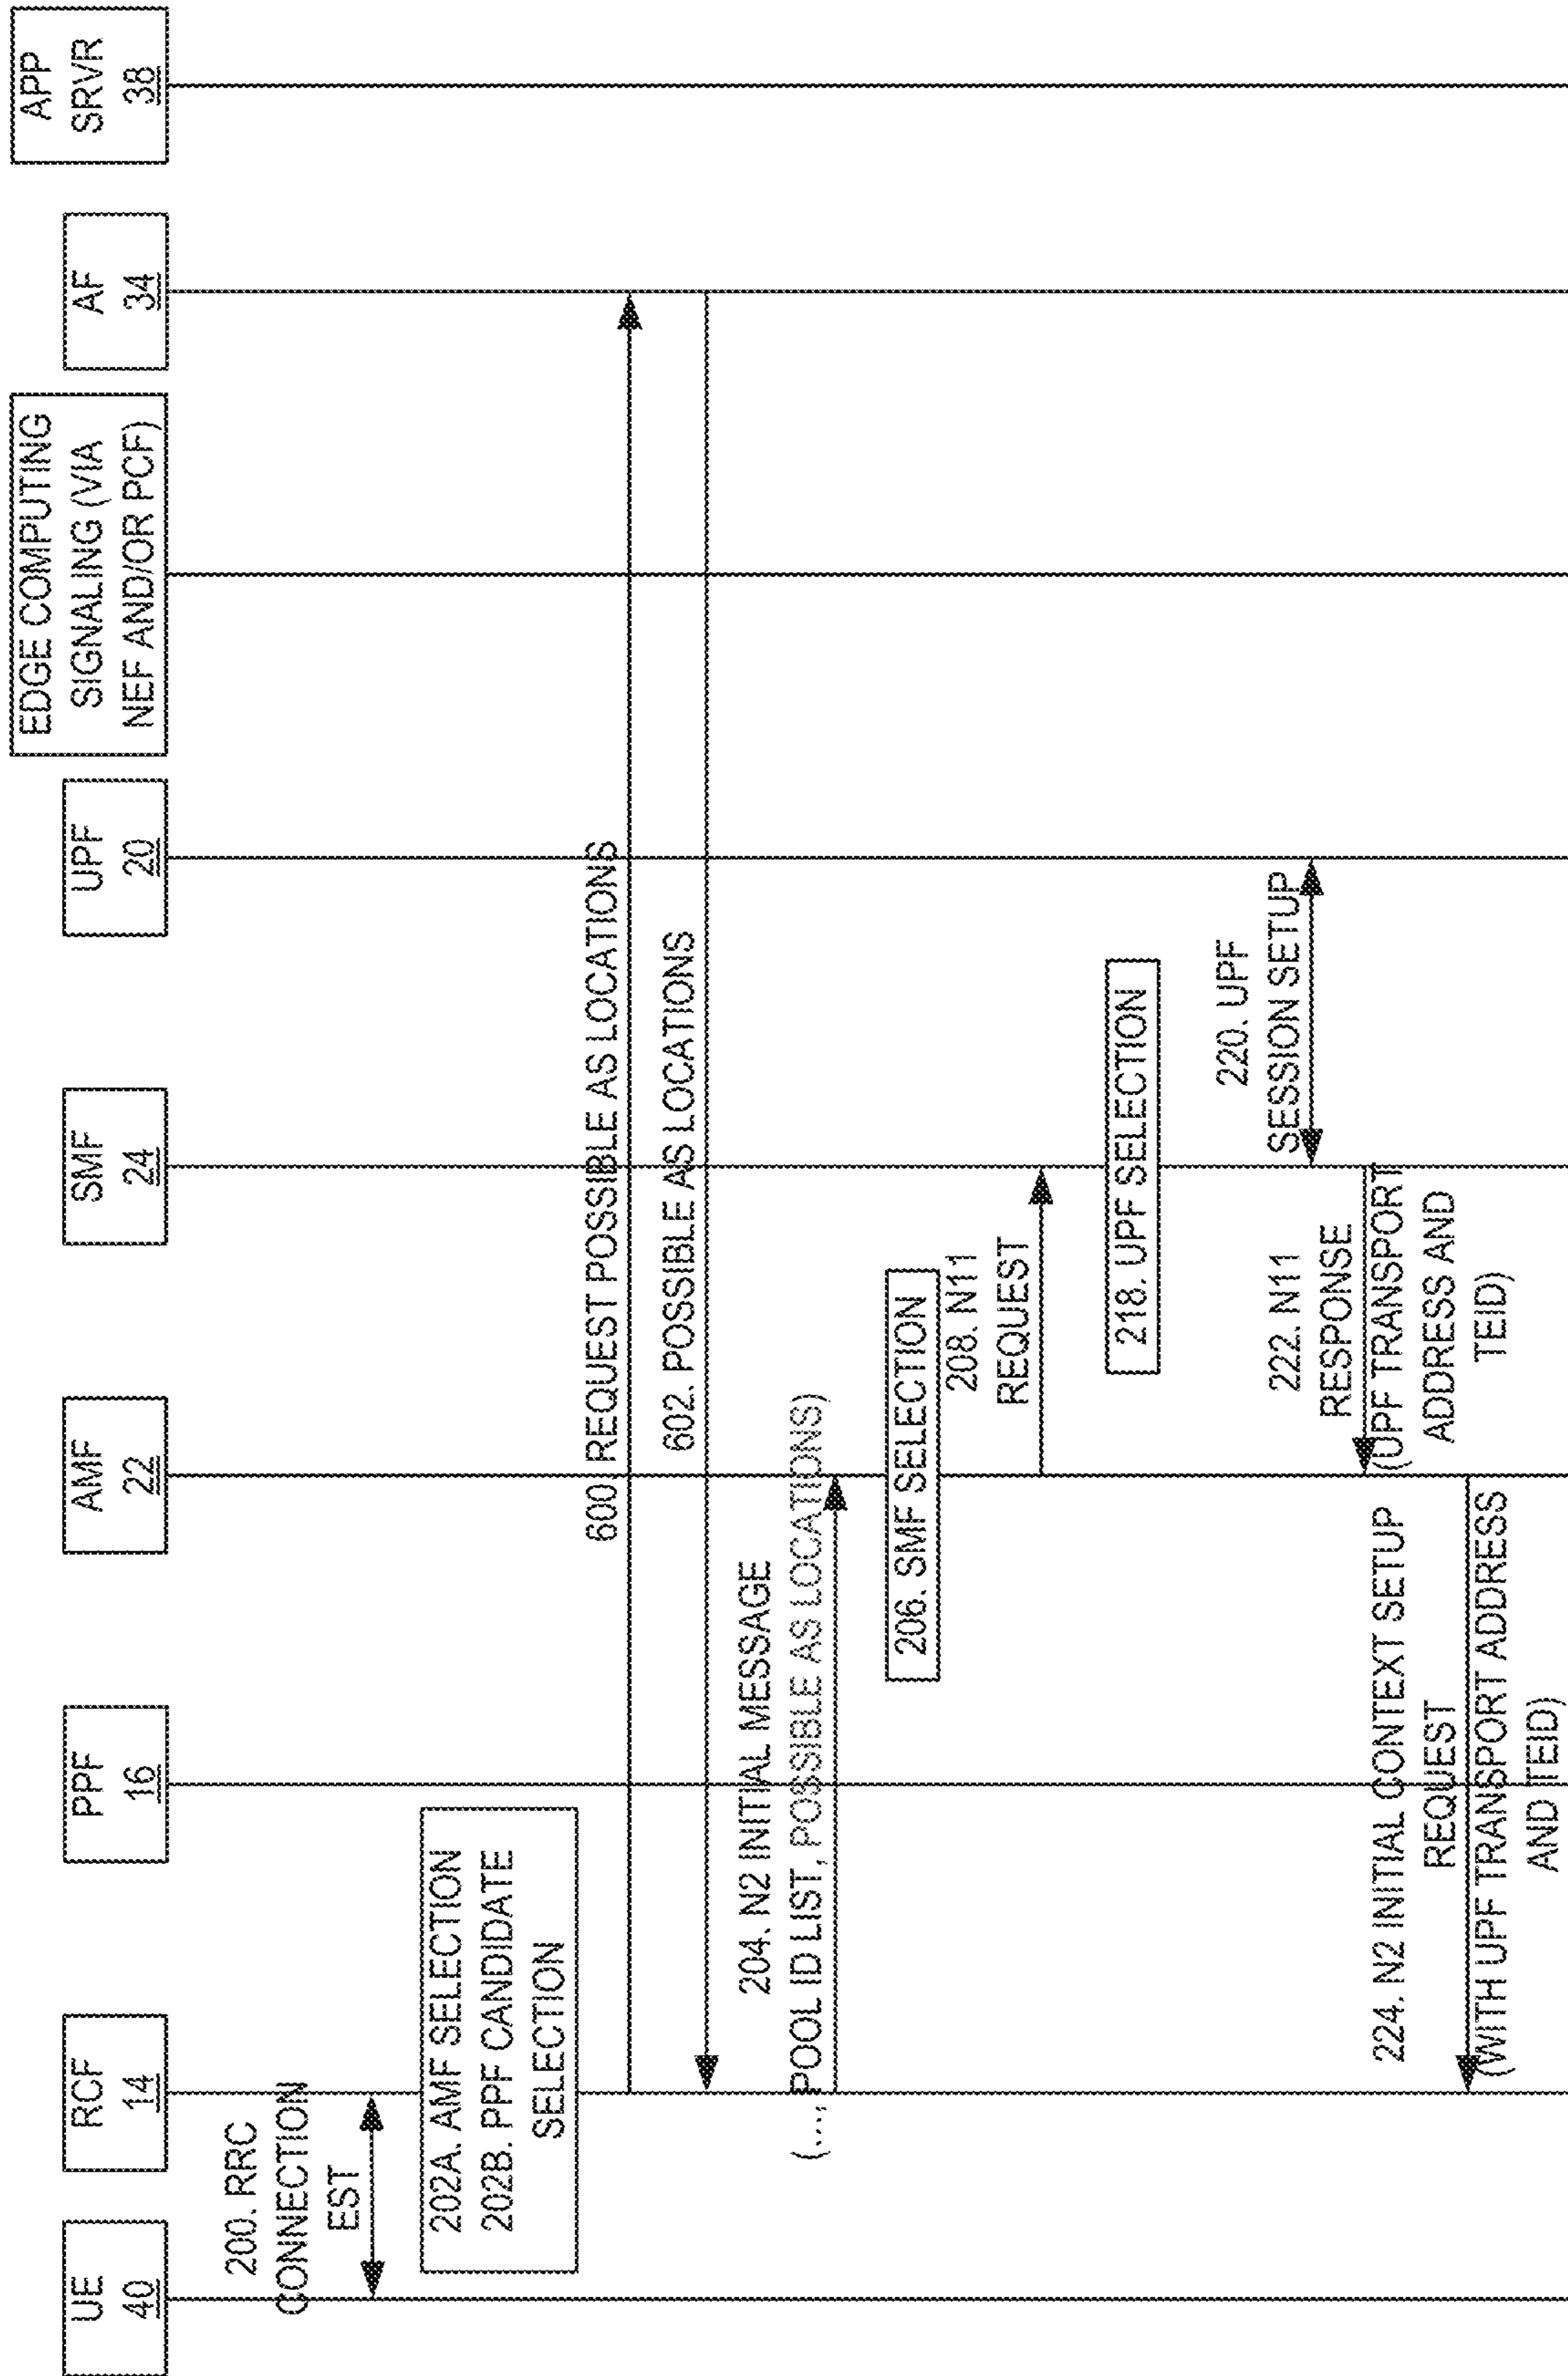 UE
40
RCF
14
PPF
16
AMF
22
SMF
24
UPF
20
EDGE COMPUTING
SIGNALING (VIA
NEF AND/OR PCF)
AF
34
APP
SRVR
38
200. RRC
CONNECTION
EST
202A. AMF SELECTION
202B. PPF CANDIDATE
SELECTION
600. REQUEST POSSIBLE AS LOCATIONS
602. POSSIBLE AS LOCATIONS
204. N2 INITIAL MESSAGE
(..., POOL ID LIST, POSSIBLE AS LOCATIONS)
206. SMF SELECTION
208. N11
REQUEST
218. UPF SELECTION
220. UPF
SESSION SETUP
222. N11
RESPONSE
(UPF TRANSPORT
ADDRESS AND
TEID)
224. N2 INITIAL CONTEXT SETUP
REQUEST
(WITH UPF TRANSPORT ADDRESS
AND TEID)